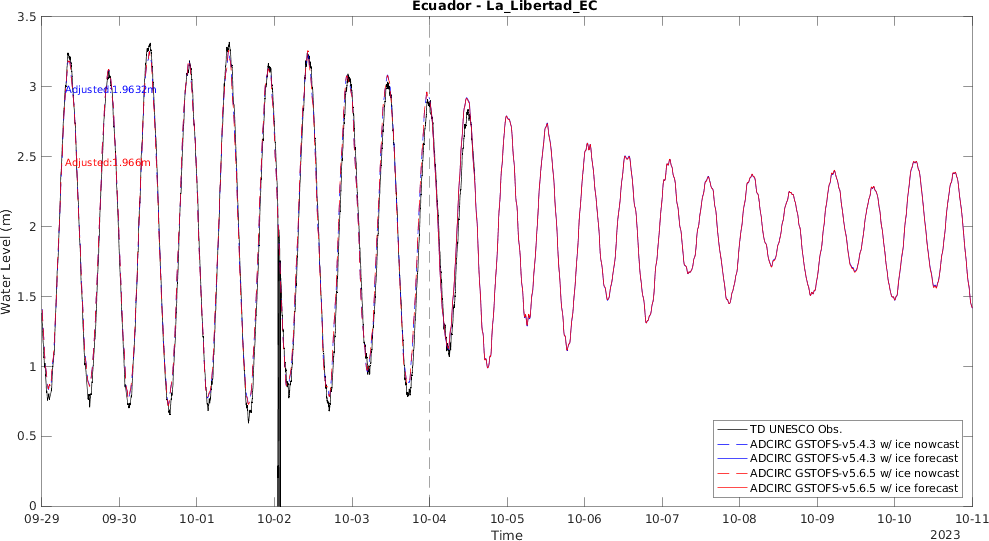 Ecuador - La_Libertad_EC
3.5
3
2.5
2
1.5
1
0.5
0
Water Level (m)
Adjusted:1.9632m
Adjusted:1.966m
TD UNESCO Obs.
ADCIRC GSTOFS-v5.4.3 w/ ice nowcast
ADCIRC GSTOFS-v5.4.3 w/ ice forecast
ADCIRC GSTOFS-v5.6.5 w/ ice nowcast
ADCIRC GSTOFS-v5.6.5 w/ ice forecast
09-29 09-30 10-01 10-02 10-03 10-04 10-05 10-06 10-07 10-08 10-09 10-10 10-11
Time
2023